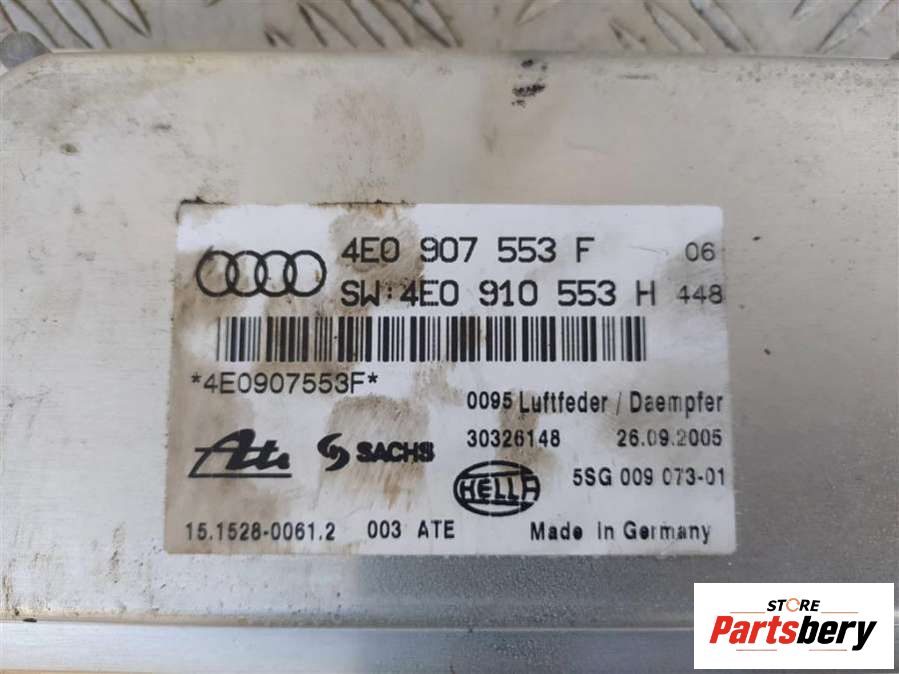 4E0 907 553 F 06
SW:4E0 910 553 H 448
*4E0907553F*
0095 Luftfeder / Daempfer
30326148 26.09.2005
Ate SACHS HELLA 5SG 009 073-01
15.1528-0061.2 003 ATE Made in Germany
STORE
Partsbery